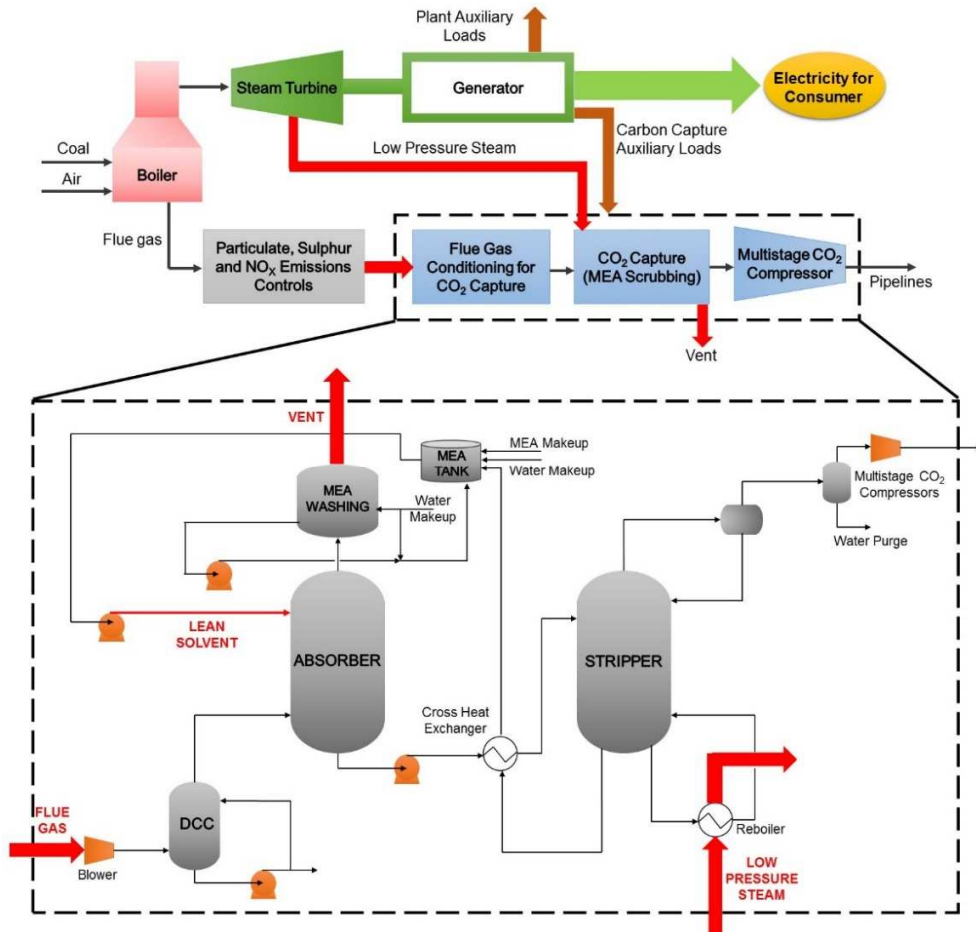 Plant Auxiliary
Loads
Steam Turbine
Generator
Electricity for
Consumer
Coal
Air
Boiler
Low Pressure Steam
Carbon Capture
Auxiliary Loads
Flue gas
Particulate, Sulphur
and NOX Emissions
Controls
Flue Gas
Conditioning for
CO2 Capture
CO2 Capture
(MEA Scrubbing)
Multistage CO2
Compressor
Pipelines
Vent
VENT
MEA
TANK
MEA Makeup
Water Makeup
MEA
WASHING
Water
Makeup
Multistage CO2
Compressors
Water Purge
LEAN
SOLVENT
ABSORBER
STRIPPER
Cross Heat
Exchanger
FLUE
GAS
Blower
DCC
Reboiler
LOW
PRESSURE
STEAM